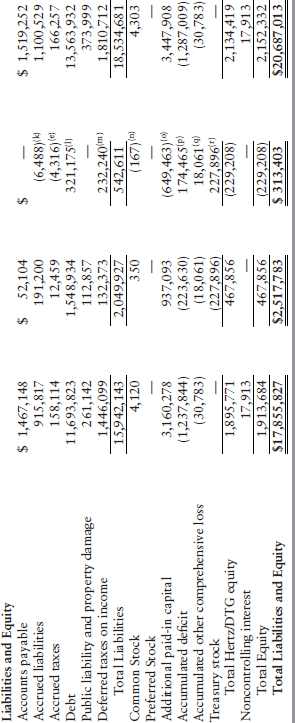 Liabilities and Equity
Accounts payable $ 1,467,148 $ 52,104 $ — $ 1,519,252
Accrued liabilities 915,817 191,200 (6,488)(k) 1,100,529
Accrued taxes 158,114 12,459 (4,316)(e) 166,257
Debt 11,693,823 1,548,934 321,175(l) 13,563,932
Public liability and property damage 261,142 112,857 — 373,999
Deferred taxes on income 1,446,099 132,373 232,240(m) 1,810,712
Total Liabilities 15,942,143 2,049,927 542,611 18,534,681
Common Stock 4,120 350 (167)(n) 4,303
Preferred Stock — — — —
Additional paid-in capital 3,160,278 937,093 (649,463)(o) 3,447,908
Accumulated deficit (1,237,844) (223,630) 174,465(p) (1,287,009)
Accumulated other comprehensive loss (30,783) (18,061) 18,061(q) (30,783)
Treasury stock — (227,896) 227,896(r) —
Total Hertz/DTG equity 1,895,771 467,856 (229,208) 2,134,419
Noncontrolling interest 17,913 — — 17,913
Total Equity 1,913,684 467,856 (229,208) 2,152,332
Total Liabilities and Equity $17,855,827 $2,517,783 $ 313,403 $20,687,013